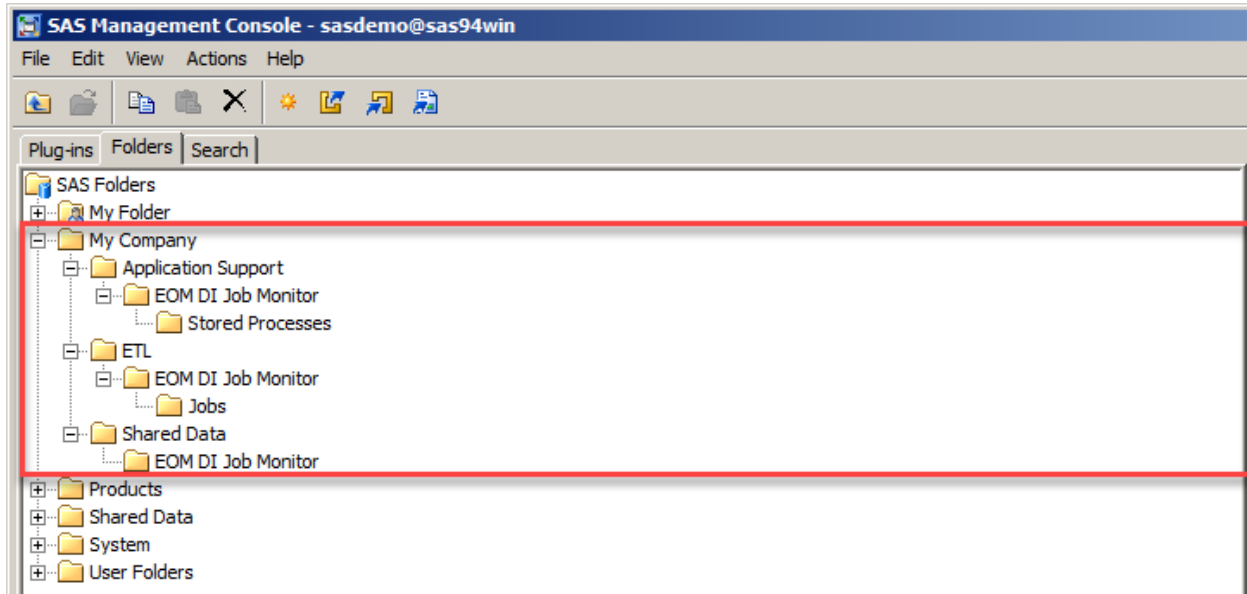 SAS Management Console - sasdemo@sas94win
File Edit View Actions Help
Plug-ins Folders Search
SAS Folders
My Folder
My Company
Application Support
EOM DI Job Monitor
Stored Processes
ETL
EOM DI Job Monitor
Jobs
Shared Data
EOM DI Job Monitor
Products
Shared Data
System
User Folders